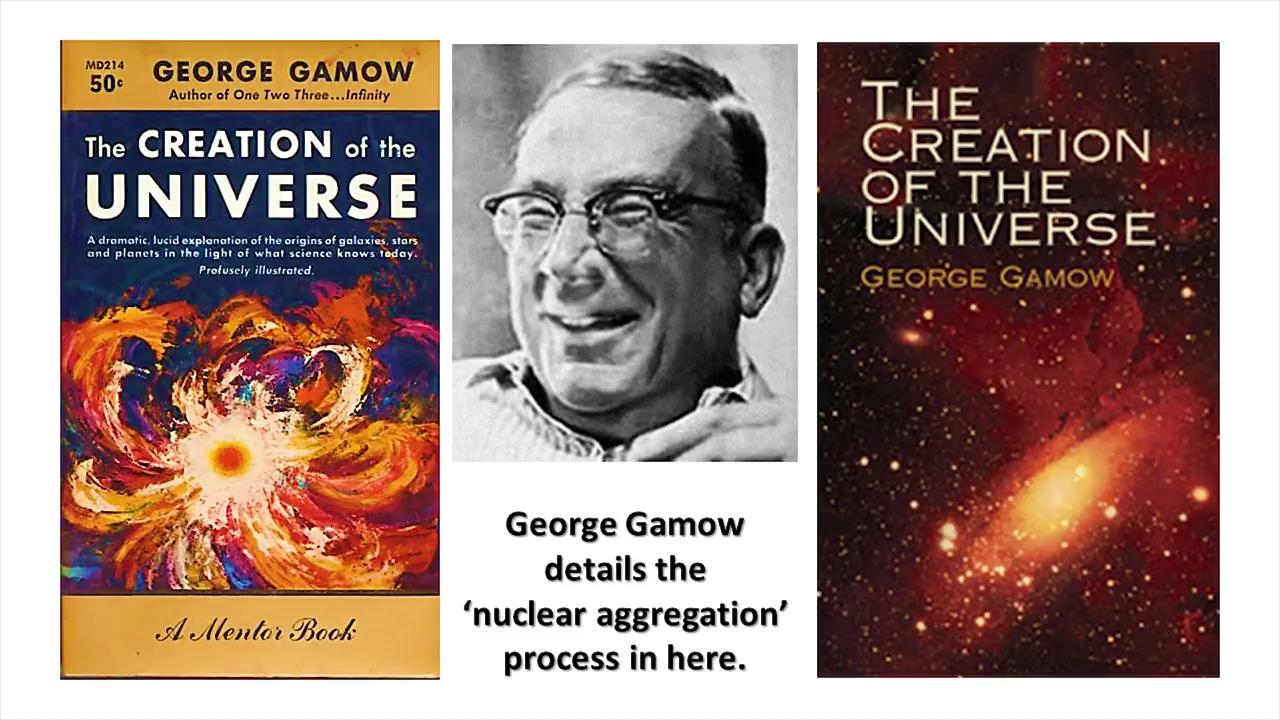 MD214
50¢
GEORGE GAMOW
Author of One Two Three...Infinity
The CREATION of the
UNIVERSE
A dramatic, lucid explanation of the origins of galaxies, stars
and planets in the light of what science knows today.
Profusely illustrated.
A Mentor Book
George Gamow
details the
‘nuclear aggregation’
process in here.
THE
CREATION
OF THE
UNIVERSE
GEORGE GAMOW